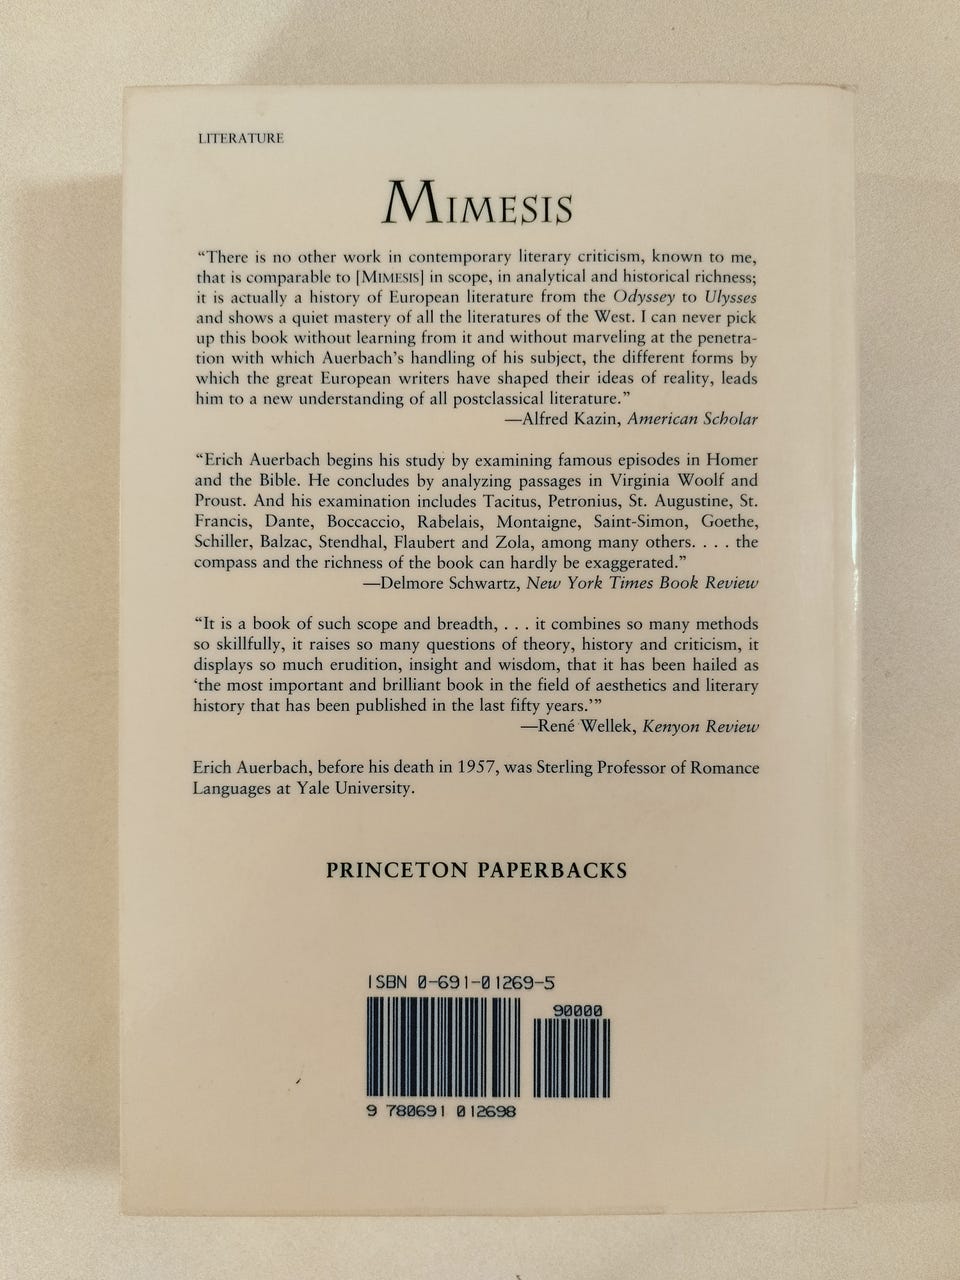 LITERATURE
MIMESIS
“There is no other work in contemporary literary criticism, known to me,
that is comparable to [MIMESIS] in scope, in analytical and historical richness;
it is actually a history of European literature from the Odyssey to Ulysses
and shows a quiet mastery of all the literatures of the West. I can never pick
up this book without learning from it and without marveling at the penetra-
tion with which Auerbach’s handling of his subject, the different forms by
which the great European writers have shaped their ideas of reality, leads
him to a new understanding of all postclassical literature.”
—Alfred Kazin, American Scholar
“Erich Auerbach begins his study by examining famous episodes in Homer
and the Bible. He concludes by analyzing passages in Virginia Woolf and
Proust. And his examination includes Tacitus, Petronius, St. Augustine, St.
Francis, Dante, Boccaccio, Rabelais, Montaigne, Saint-Simon, Goethe,
Schiller, Balzac, Stendhal, Flaubert and Zola, among many others. . . . the
compass and the richness of the book can hardly be exaggerated.”
—Delmore Schwartz, New York Times Book Review
“It is a book of such scope and breadth, . . . it combines so many methods
so skillfully, it raises so many questions of theory, history and criticism, it
displays so much erudition, insight and wisdom, that it has been hailed as
‘the most important and brilliant book in the field of aesthetics and literary
history that has been published in the last fifty years.’”
—René Wellek, Kenyon Review
Erich Auerbach, before his death in 1957, was Sterling Professor of Romance
Languages at Yale University.
PRINCETON PAPERBACKS
ISBN 0-691-01269-5
90000
9 780691 012698